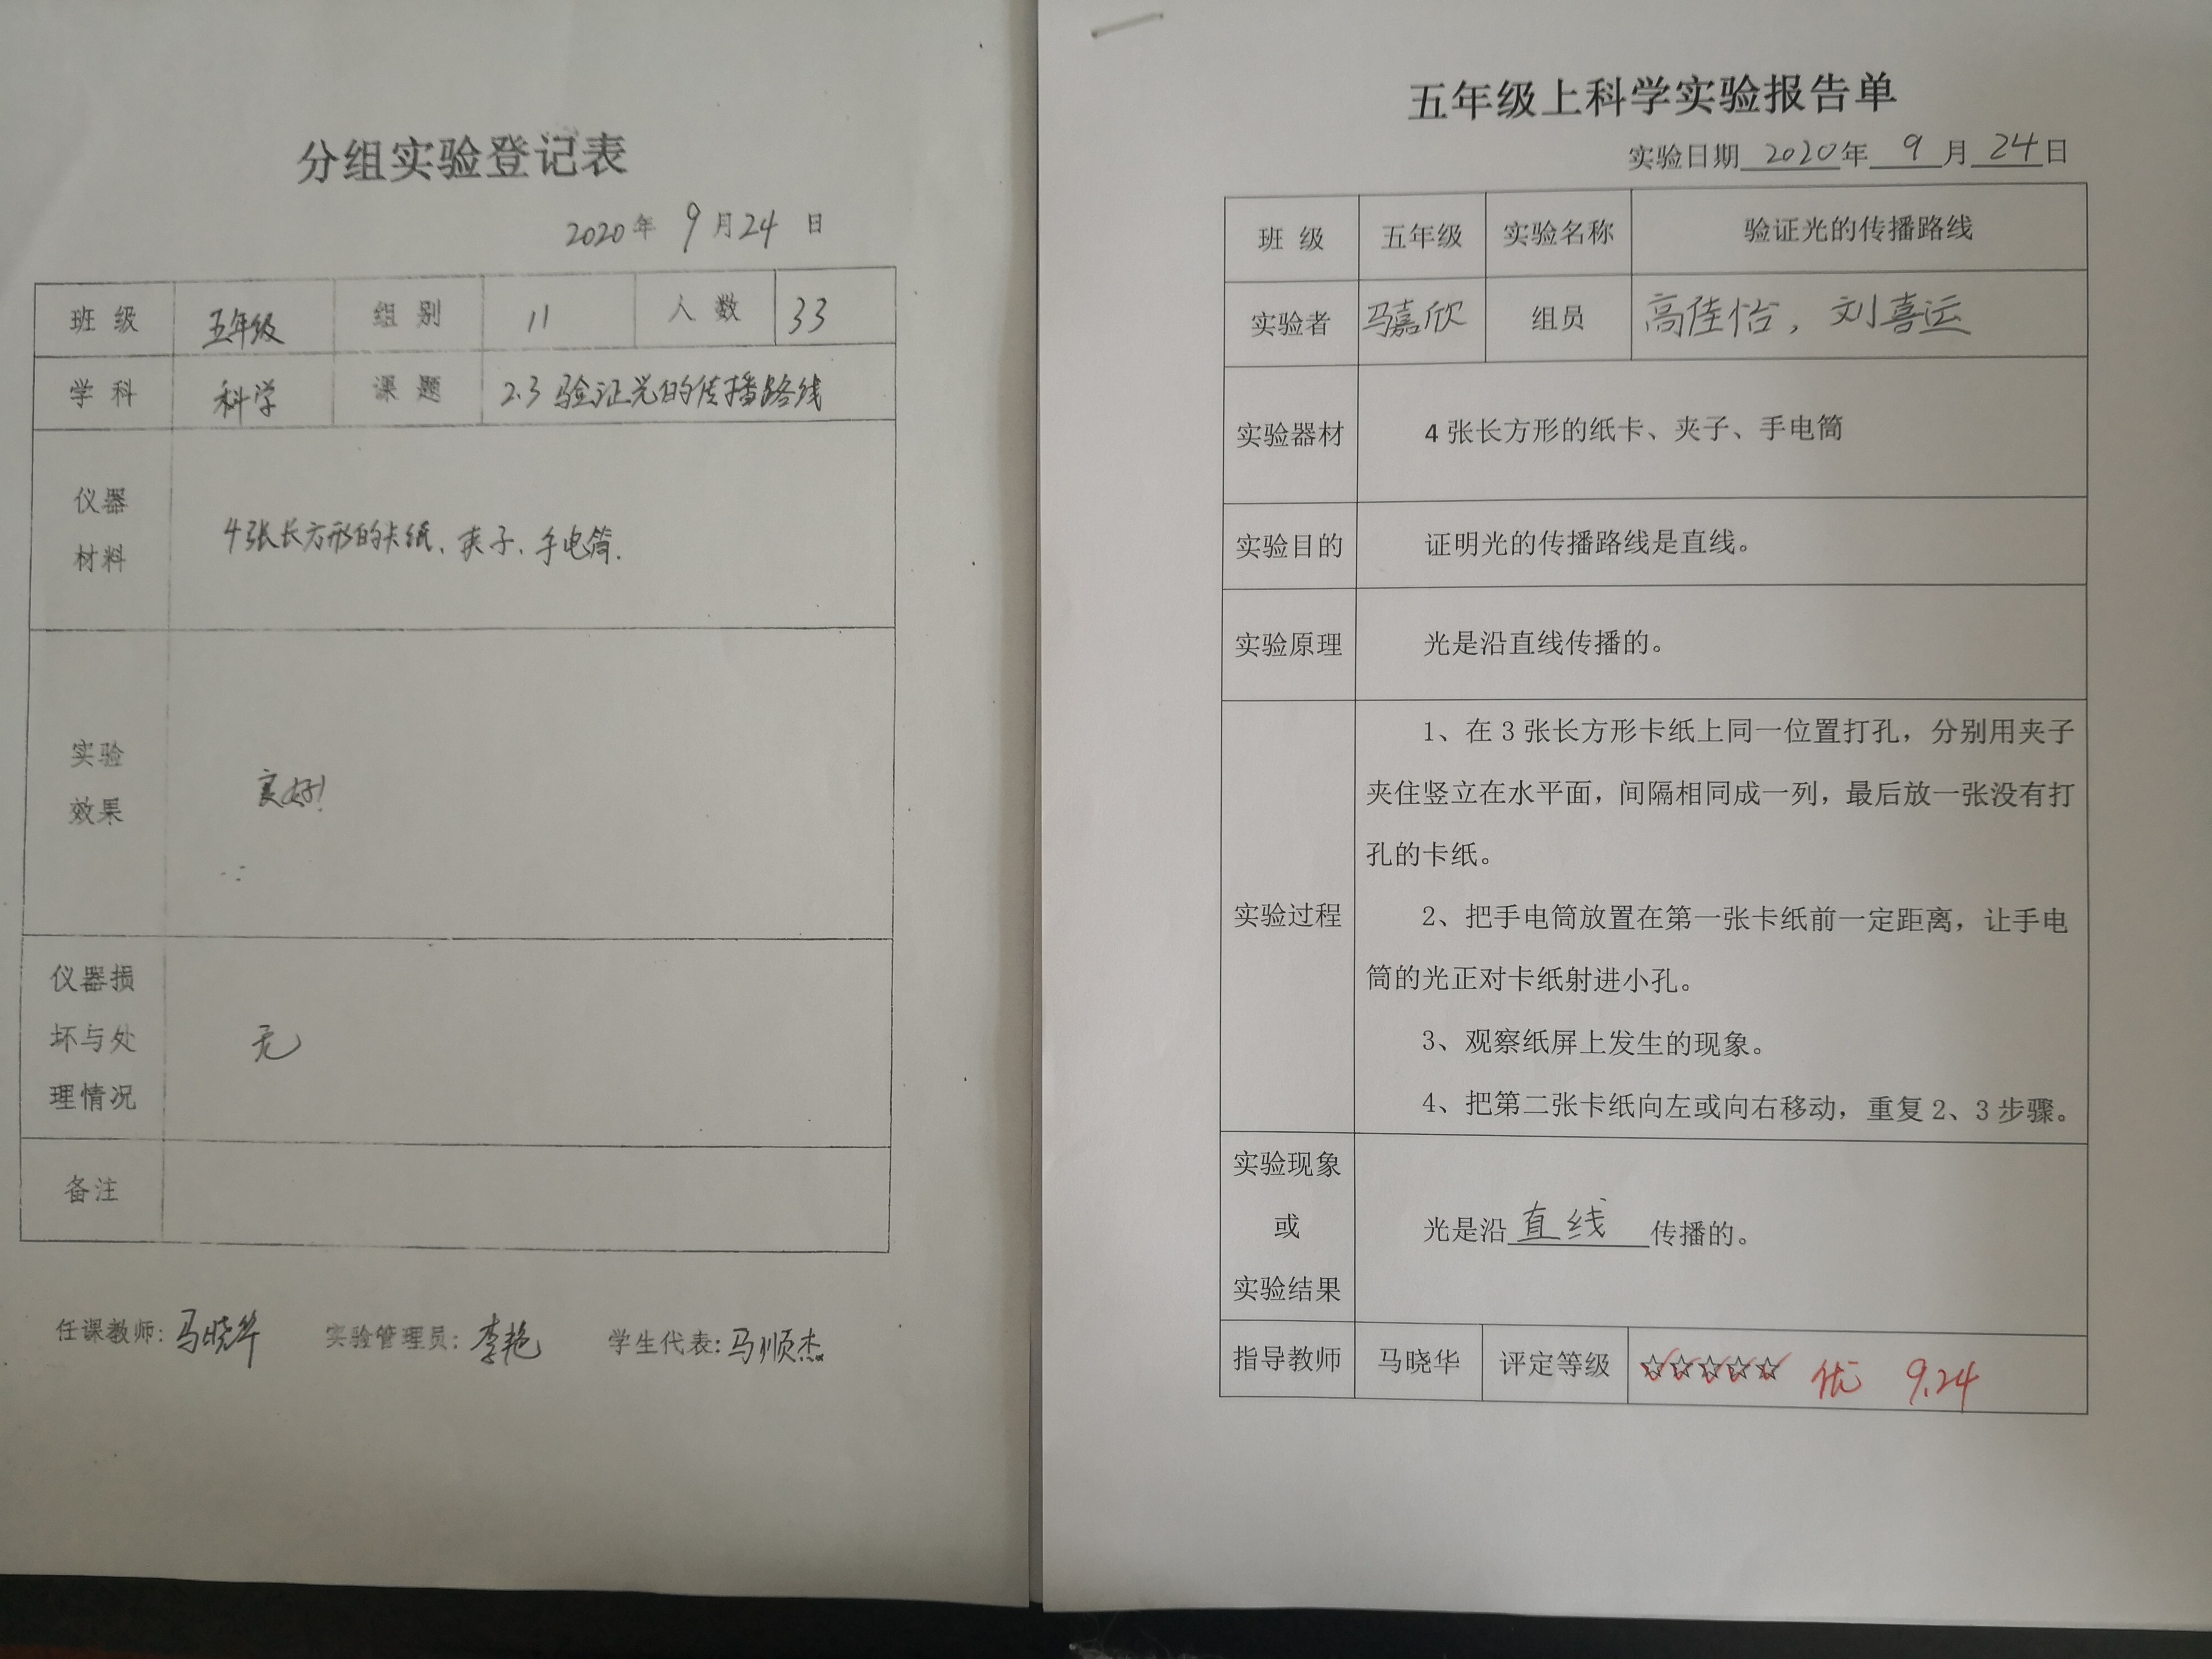 分组实验登记表
2020年 9月24 日
班 级 五年级 组 别 11 人 数 33
学 科 科学 课 题 2.3 验证光的传播路线
仪器
材料
4张长方形的卡纸、夹子、手电筒.
实验
效果
良好!
仪器损
坏与处
理情况
无
备注
任课教师: 马晓华 实验管理员: 李艳 学生代表: 马顺杰
五年级上科学实验报告单
实验日期 2020 年 9 月 24 日
班 级 五年级 实验名称 验证光的传播路线
实验者 马嘉欣 组员 高佳怡, 刘喜运
实验器材 4 张长方形的纸卡、夹子、手电筒
实验目的 证明光的传播路线是直线。
实验原理 光是沿直线传播的。
实验过程
1、在 3 张长方形卡纸上同一位置打孔，分别用夹子
夹住竖立在水平面，间隔相同成一列，最后放一张没有打
孔的卡纸。
2、把手电筒放置在第一张卡纸前一定距离，让手电
筒的光正对卡纸射进小孔。
3、观察纸屏上发生的现象。
4、把第二张卡纸向左或向右移动，重复 2、3 步骤。
实验现象
或
实验结果
光是沿 直线 传播的。
指导教师 马晓华 评定等级 ☆☆☆☆☆ 优 9.24